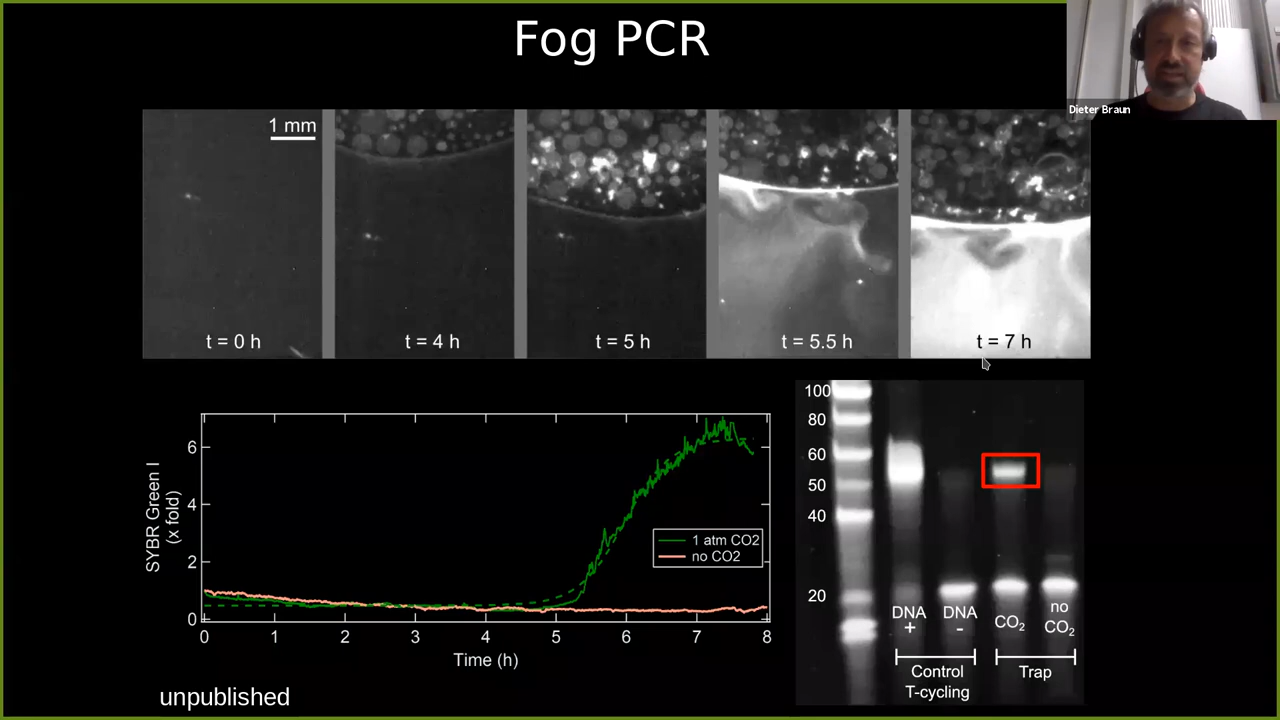 Fog PCR
Dieter Braun
1 mm
t = 0 h
t = 4 h
t = 5 h
t = 5.5 h
t = 7 h
SYBR Green I
(x fold)
6
4
2
0
1 atm CO2
no CO2
0 1 2 3 4 5 6 7 8
Time (h)
100
80
60
50
40
20
DNA
+
DNA
-
CO₂
no
CO₂
Control
T-cycling
Trap
unpublished